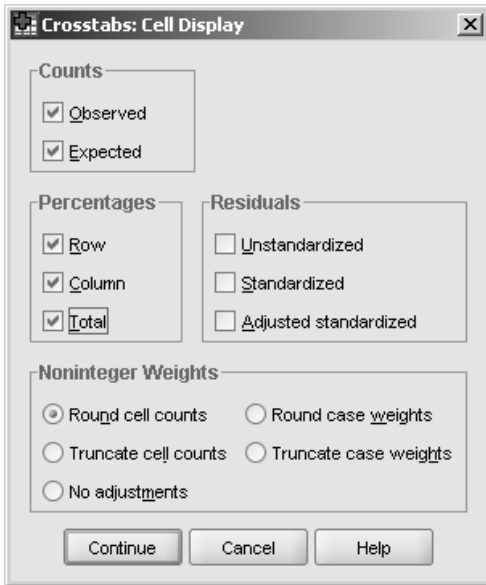 Crosstabs: Cell Display
Counts
Observed
Expected
Percentages
Row
Column
Total
Residuals
Unstandardized
Standardized
Adjusted standardized
Noninteger Weights
Round cell counts
Round case weights
Truncate cell counts
Truncate case weights
No adjustments
Continue
Cancel
Help